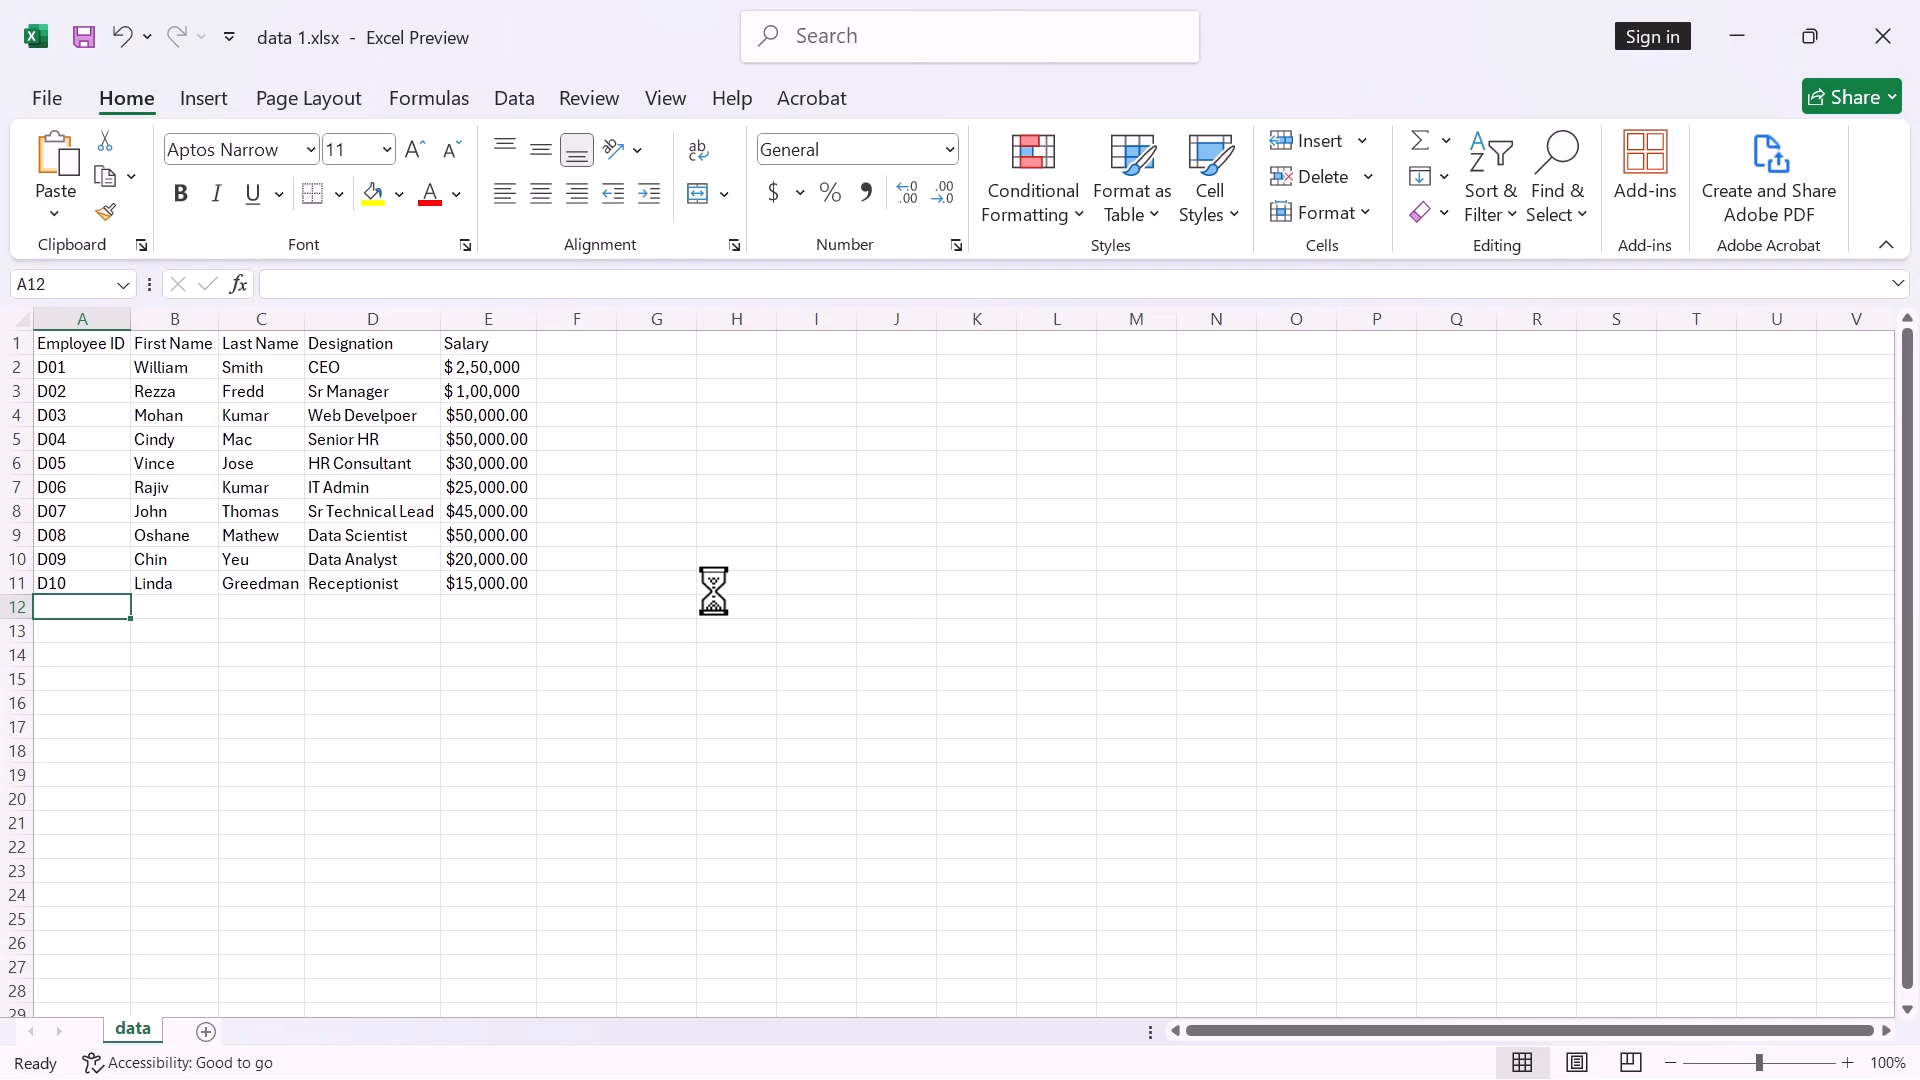 data 1.xlsx - Excel Preview
Search
Sign in
File Home Insert Page Layout Formulas Data Review View Help Acrobat
Share
Paste
Clipboard
Aptos Narrow 11
B I U A
Font
ab
c
Alignment
General
$ % 9 .00 .0
Number
Conditional Formatting
Format as Table
Cell Styles
Styles
Insert
Delete
Format
Cells
Sort & Filter
Find & Select
Editing
Add-ins
Add-ins
Create and Share Adobe PDF
Adobe Acrobat
A12 fx
A B C D E F G H I J K L M N O P Q R S T U V
1 Employee ID First Name Last Name Designation Salary
2 D01 William Smith CEO $ 2,50,000
3 D02 Rezza Fredd Sr Manager $ 1,00,000
4 D03 Mohan Kumar Web Develpoer $50,000.00
5 D04 Cindy Mac Senior HR $50,000.00
6 D05 Vince Jose HR Consultant $30,000.00
7 D06 Rajiv Kumar IT Admin $25,000.00
8 D07 John Thomas Sr Technical Lead $45,000.00
9 D08 Oshane Mathew Data Scientist $50,000.00
10 D09 Chin Yeu Data Analyst $20,000.00
11 D10 Linda Greedman Receptionist $15,000.00
12
13
14
15
16
17
18
19
20
21
22
23
24
25
26
27
28
29
data
Ready Accessibility: Good to go 100%